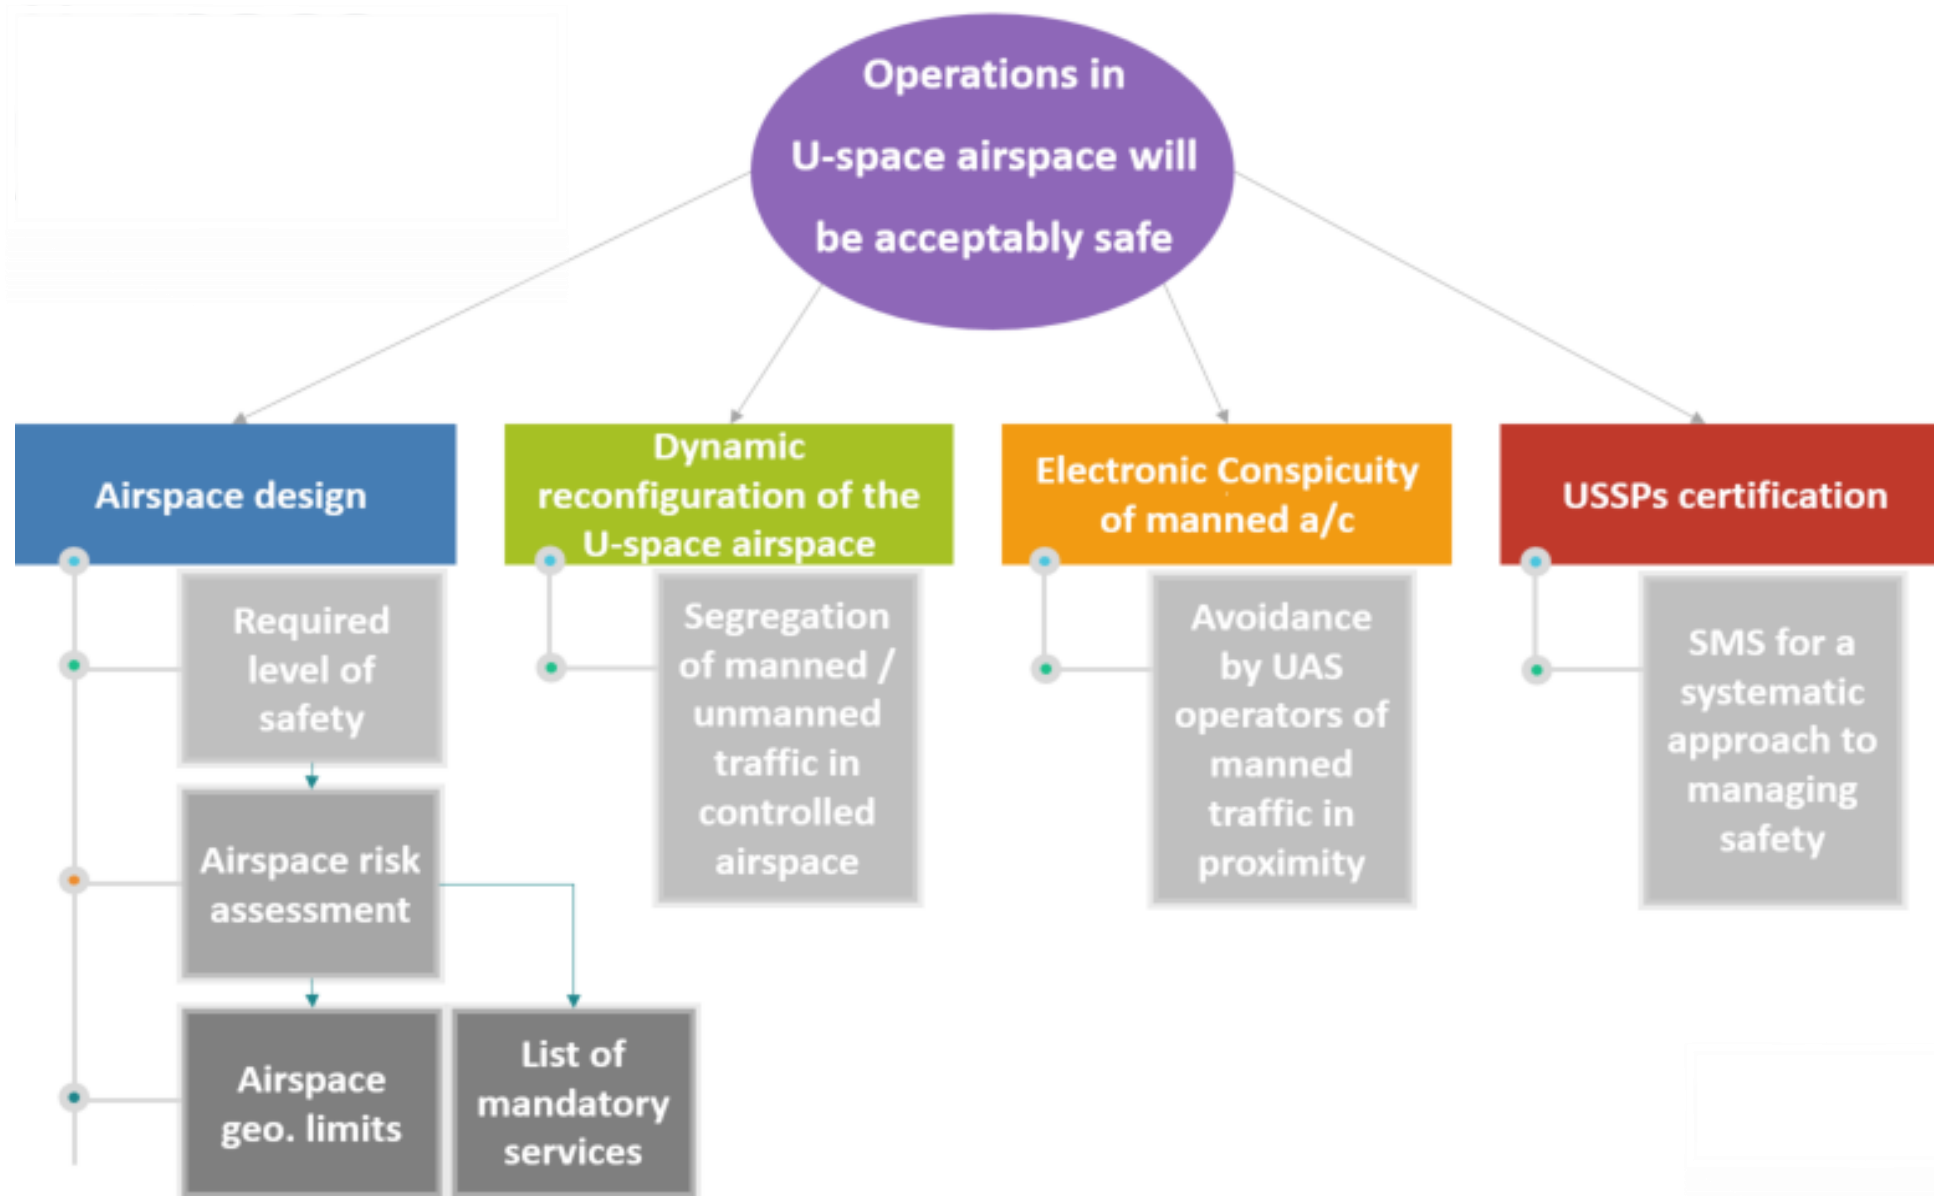 Operations in
U-space airspace will
be acceptably safe
Airspace design
Dynamic
reconfiguration of the
U-space airspace
Electronic Conspicuity
of manned a/c
USSPs certification
Required
level of
safety
Segregation
of manned /
unmanned
traffic in
controlled
airspace
Avoidance
by UAS
operators of
manned
traffic in
proximity
SMS for a
systematic
approach to
managing
safety
Airspace risk
assessment
Airspace
geo. limits
List of
mandatory
services